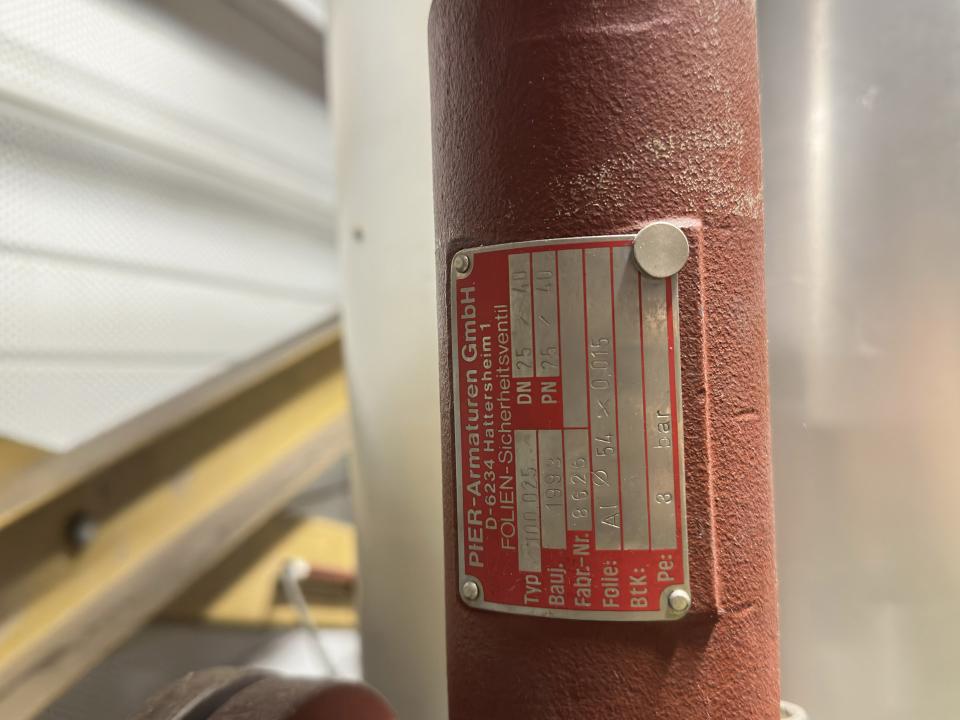 PIER-Armaturen GmbH.
D-6234 Hattersheim 1
FOLIEN-Sicherheitsventil
Typ 100 025 DN 25 / 40
Bauj. 1993 PN 25 / 40
Fabr.-Nr. 8626
Folie: Al Ø 54 × 0,015
BtK:
Pe: 8 bar